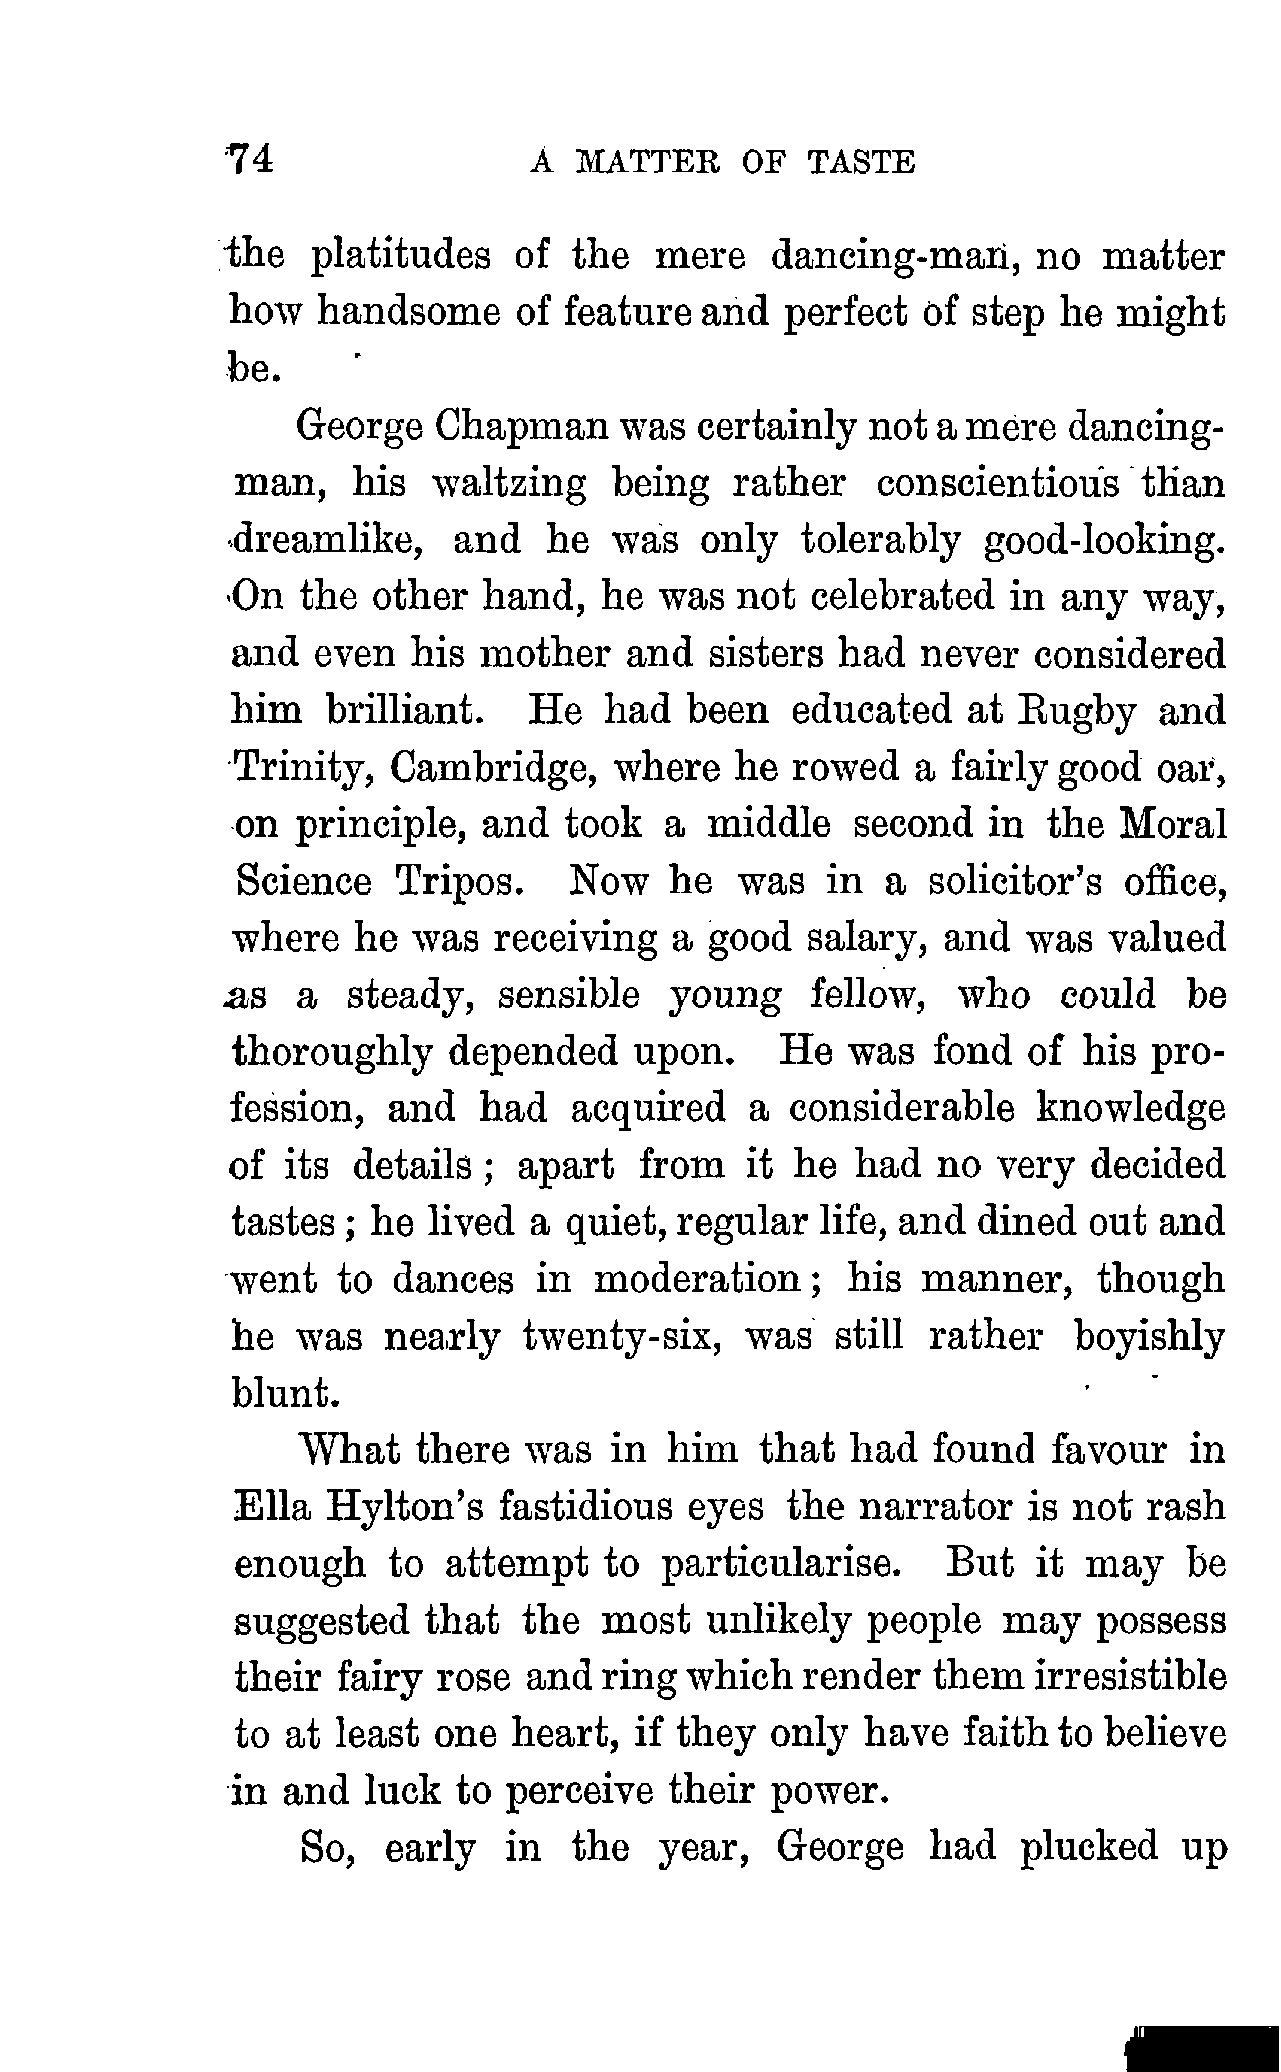 74 A MATTER OF TASTE
the platitudes of the mere dancing-man, no matter
how handsome of feature and perfect of step he might
be.
George Chapman was certainly not a mere dancing-
man, his waltzing being rather conscientious than
dreamlike, and he was only tolerably good-looking.
On the other hand, he was not celebrated in any way,
and even his mother and sisters had never considered
him brilliant. He had been educated at Rugby and
Trinity, Cambridge, where he rowed a fairly good oar,
on principle, and took a middle second in the Moral
Science Tripos. Now he was in a solicitor's office,
where he was receiving a good salary, and was valued
as a steady, sensible young fellow, who could be
thoroughly depended upon. He was fond of his pro-
fession, and had acquired a considerable knowledge
of its details ; apart from it he had no very decided
tastes ; he lived a quiet, regular life, and dined out and
went to dances in moderation ; his manner, though
he was nearly twenty-six, was still rather boyishly
blunt.
What there was in him that had found favour in
Ella Hylton's fastidious eyes the narrator is not rash
enough to attempt to particularise. But it may be
suggested that the most unlikely people may possess
their fairy rose and ring which render them irresistible
to at least one heart, if they only have faith to believe
in and luck to perceive their power.
So, early in the year, George had plucked up